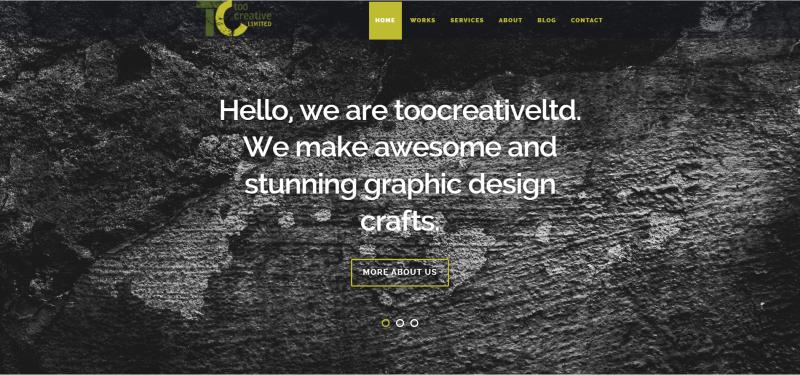 TC too
creative
LIMITED
HOME WORKS SERVICES ABOUT BLOG CONTACT
Hello, we are toocreativeltd.
We make awesome and
stunning graphic design
crafts.
MORE ABOUT US